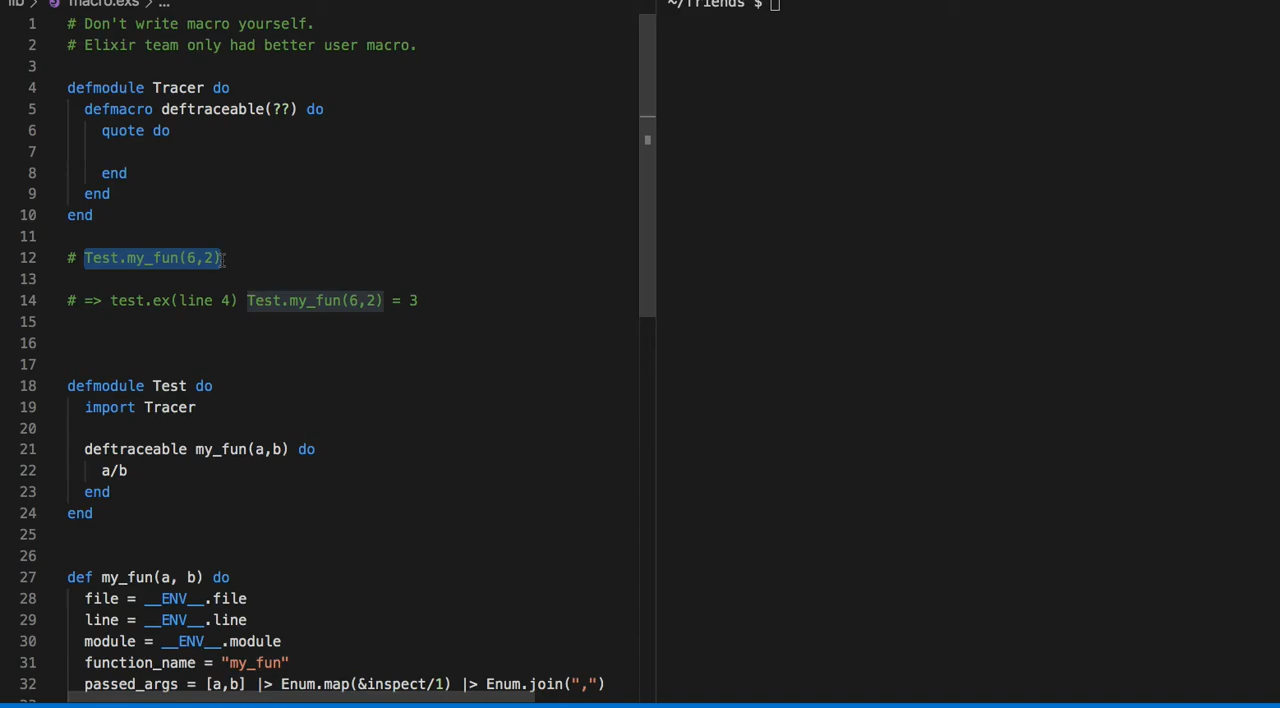 lib > macro.exs > ...
1 # Don't write macro yourself.
2 # Elixir team only had better user macro.
3
4 defmodule Tracer do
5 defmacro deftraceable(??) do
6 quote do
7
8 end
9 end
10 end
11
12 # Test.my_fun(6,2)
13
14 # => test.ex(line 4) Test.my_fun(6,2) = 3
15
16
17
18 defmodule Test do
19 import Tracer
20
21 deftraceable my_fun(a,b) do
22 a/b
23 end
24 end
25
26
27 def my_fun(a, b) do
28 file = __ENV__.file
29 line = __ENV__.line
30 module = __ENV__.module
31 function_name = "my_fun"
32 passed_args = [a,b] |> Enum.map(&inspect/1) |> Enum.join(",")
~/friends $